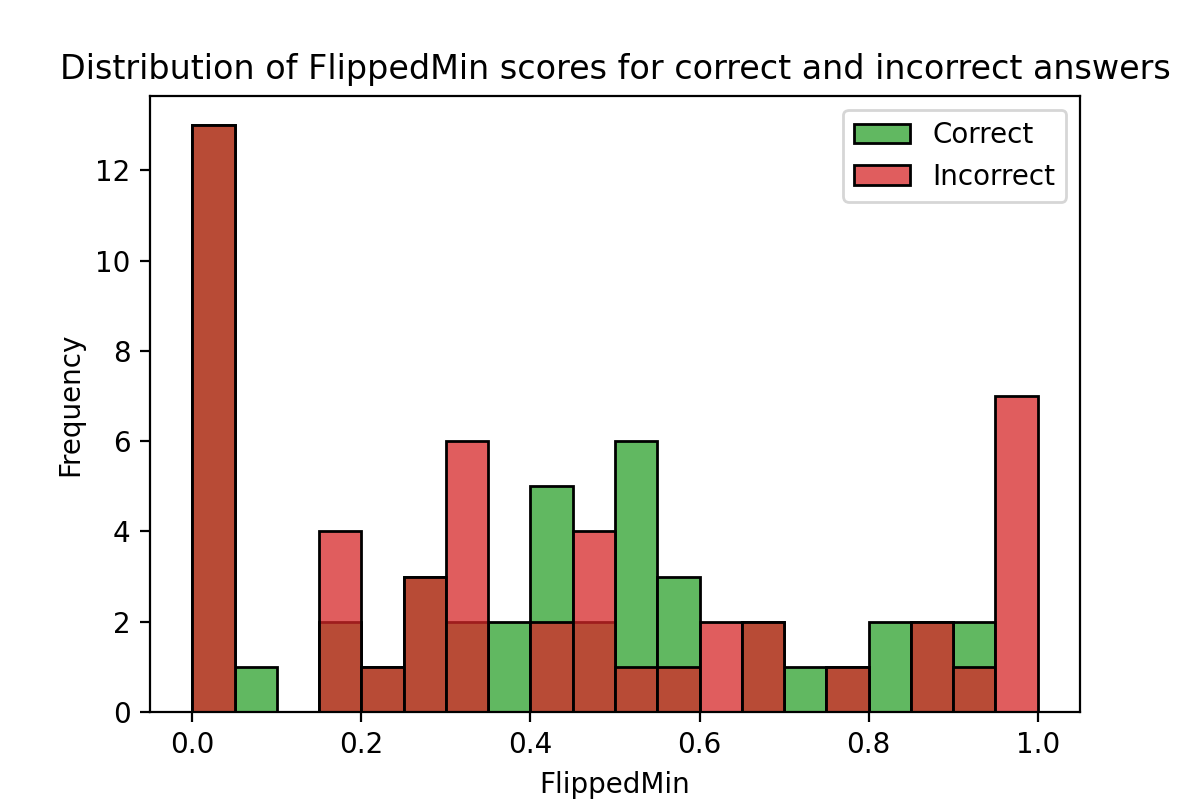 Distribution of FlippedMin scores for correct and incorrect answers
Correct
Incorrect
12
10
8
6
4
2
0
Frequency
0.0 0.2 0.4 0.6 0.8 1.0
FlippedMin